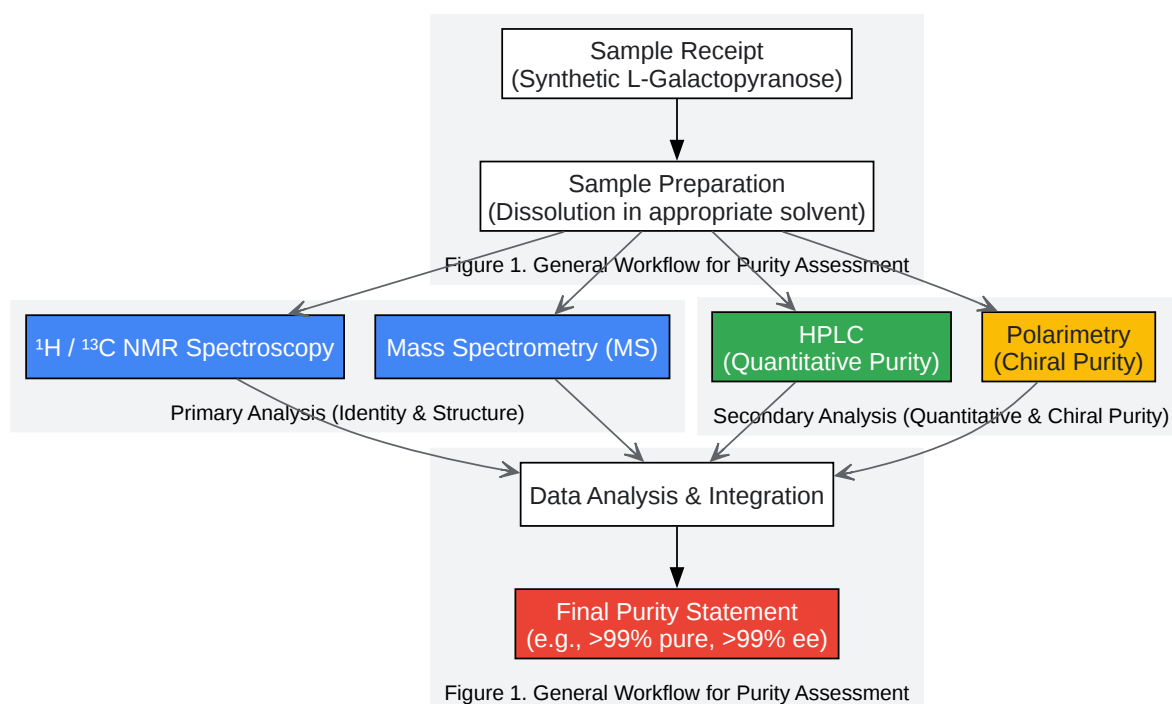 Sample Receipt
(Synthetic L-Galactopyranose)
Sample Preparation
(Dissolution in appropriate solvent)
Figure 1. General Workflow for Purity Assessment
¹H / ¹³C NMR Spectroscopy
Mass Spectrometry (MS)
Primary Analysis (Identity & Structure)
HPLC
(Quantitative Purity)
Polarimetry
(Chiral Purity)
Secondary Analysis (Quantitative & Chiral Purity)
Data Analysis & Integration
Final Purity Statement
(e.g., >99% pure, >99% ee)
Figure 1. General Workflow for Purity Assessment